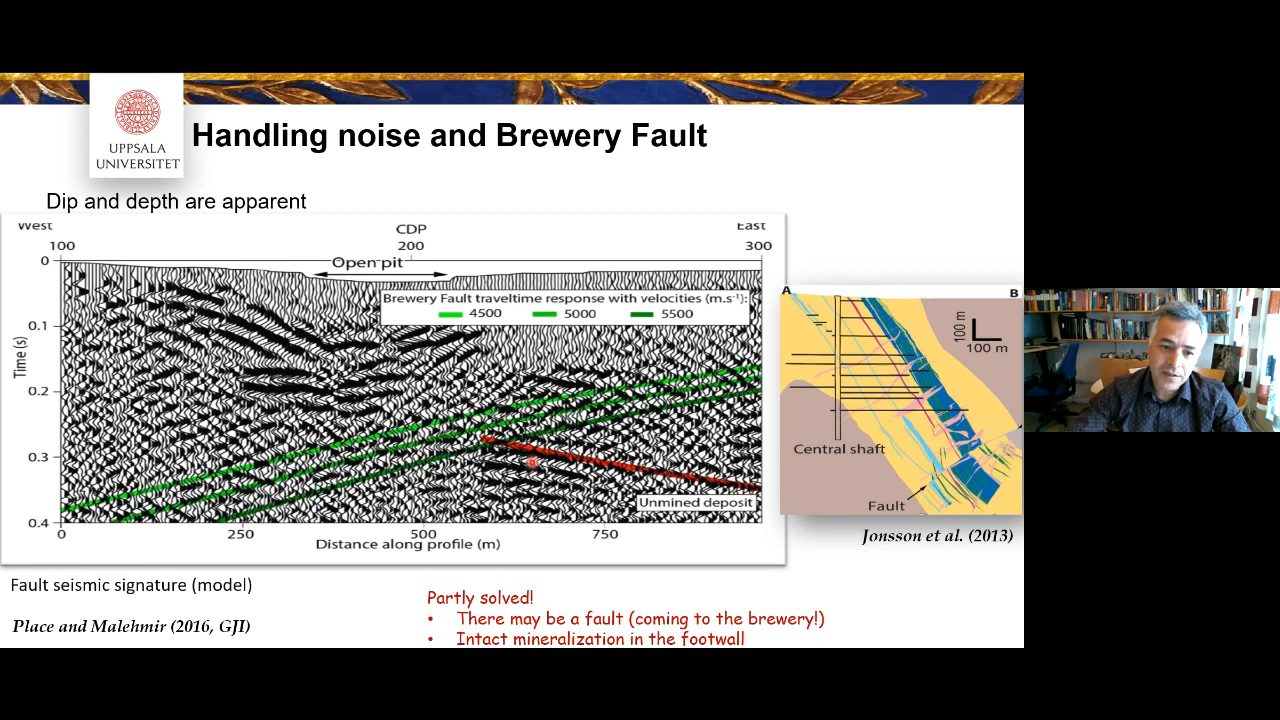 UPPSALA
UNIVERSITET
Handling noise and Brewery Fault
Dip and depth are apparent
West
CDP
East
100
200
300
Open pit
Brewery Fault traveltime response with velocities (m.s⁻¹):
4500
5000
5500
Time (s)
0
0.1
0.2
0.3
0.4
Unmined deposit
0
250
500
750
Distance along profile (m)
A
B
100 m
100 m
Central shaft
Fault
Jonsson et al. (2013)
Fault seismic signature (model)
Place and Malehmir (2016, GJI)
Partly solved!
• There may be a fault (coming to the brewery!)
• Intact mineralization in the footwall